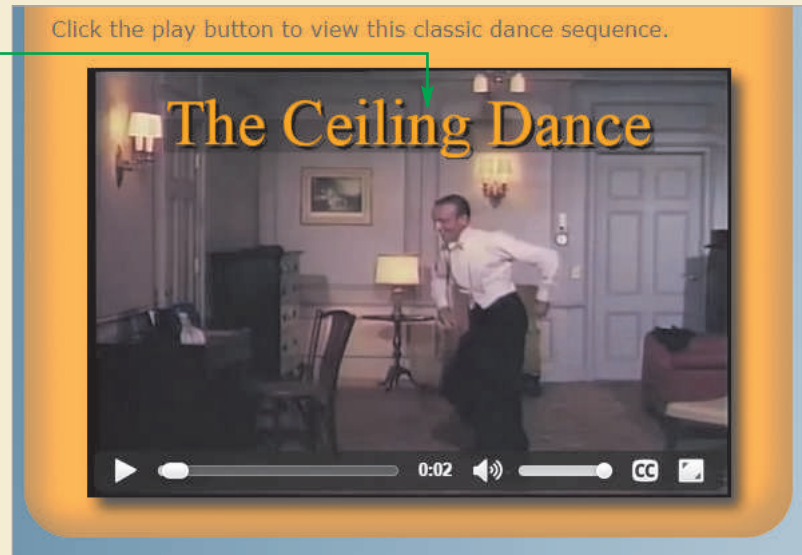 Click the play button to view this classic dance sequence.
The Ceiling Dance
0:02
CC